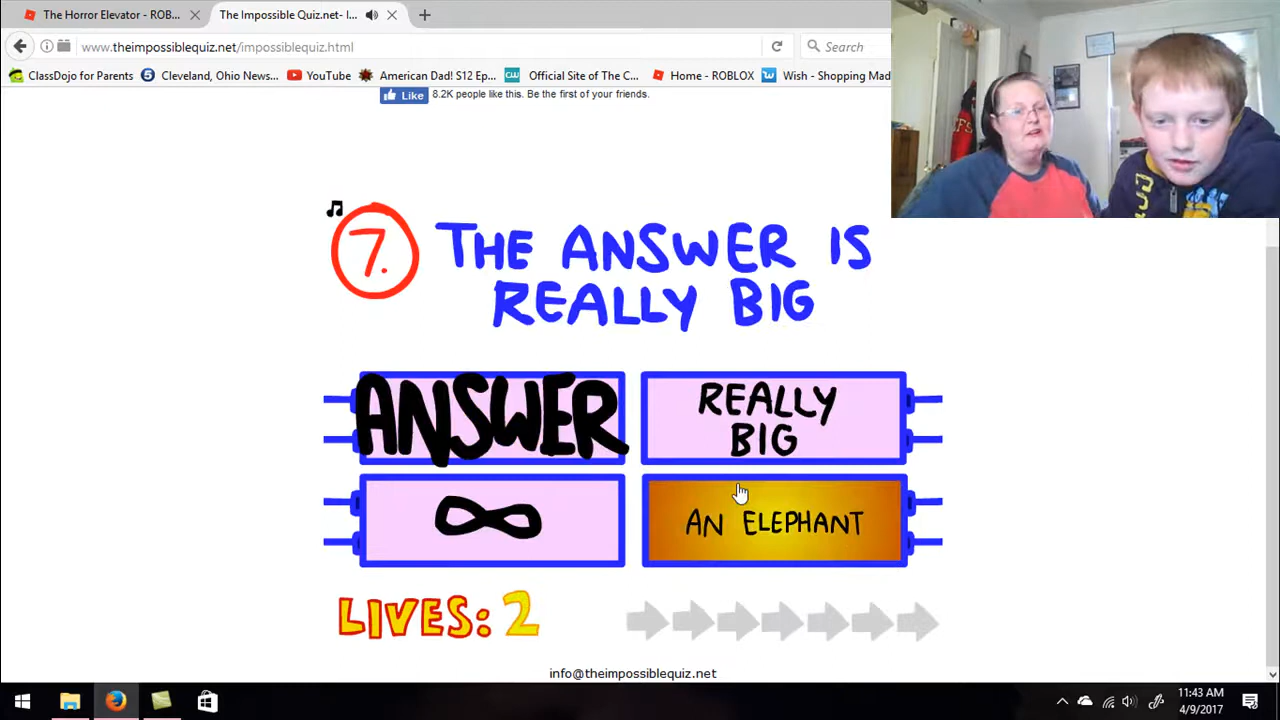 The Horror Elevator - ROB...
The Impossible Quiz.net- I...
www.theimpossiblequiz.net/impossiblequiz.html
Search
ClassDojo for Parents
Cleveland, Ohio News...
YouTube
American Dad! S12 Ep...
Official Site of The C...
Home - ROBLOX
Wish - Shopping Mad
Like
8.2K people like this. Be the first of your friends.
7.
THE ANSWER IS
REALLY BIG
ANSWER
REALLY
BIG
∞
AN ELEPHANT
LIVES: 2
info@theimpossiblequiz.net
11:43 AM
4/9/2017